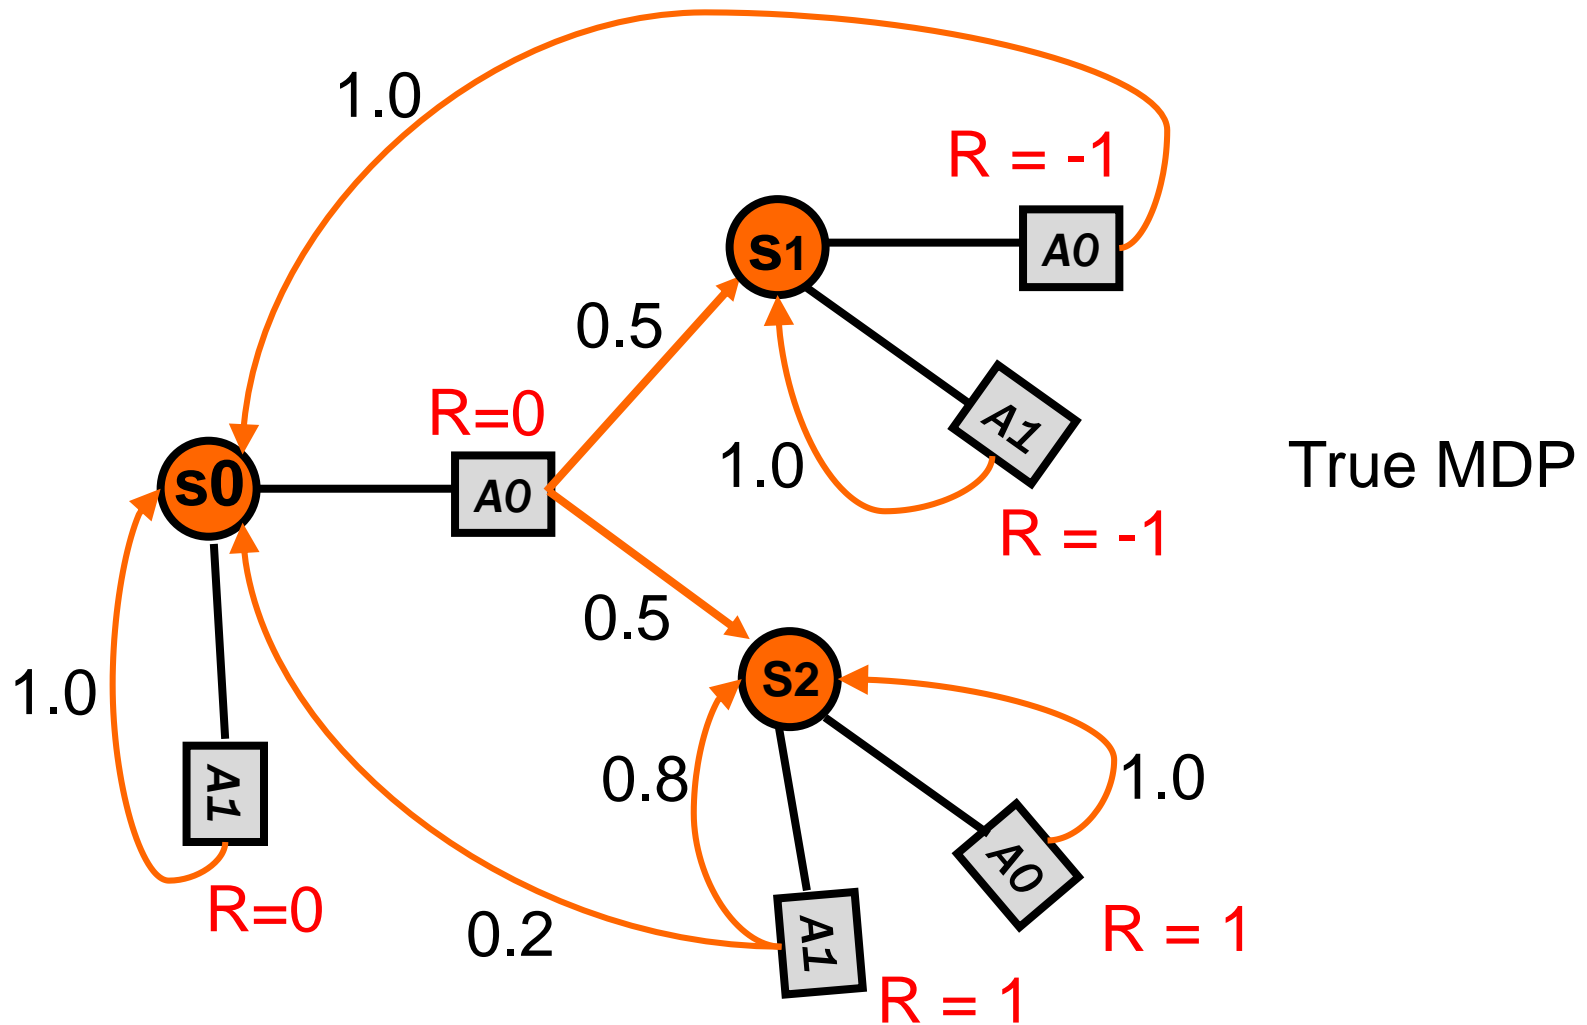 1.0
R = -1
s1
A0
0.5
R=0
A1
1.0
True MDP
s0
A0
R = -1
0.5
1.0
S2
0.8
1.0
A1
A0
R=0
0.2
A1
R = 1
R = 1